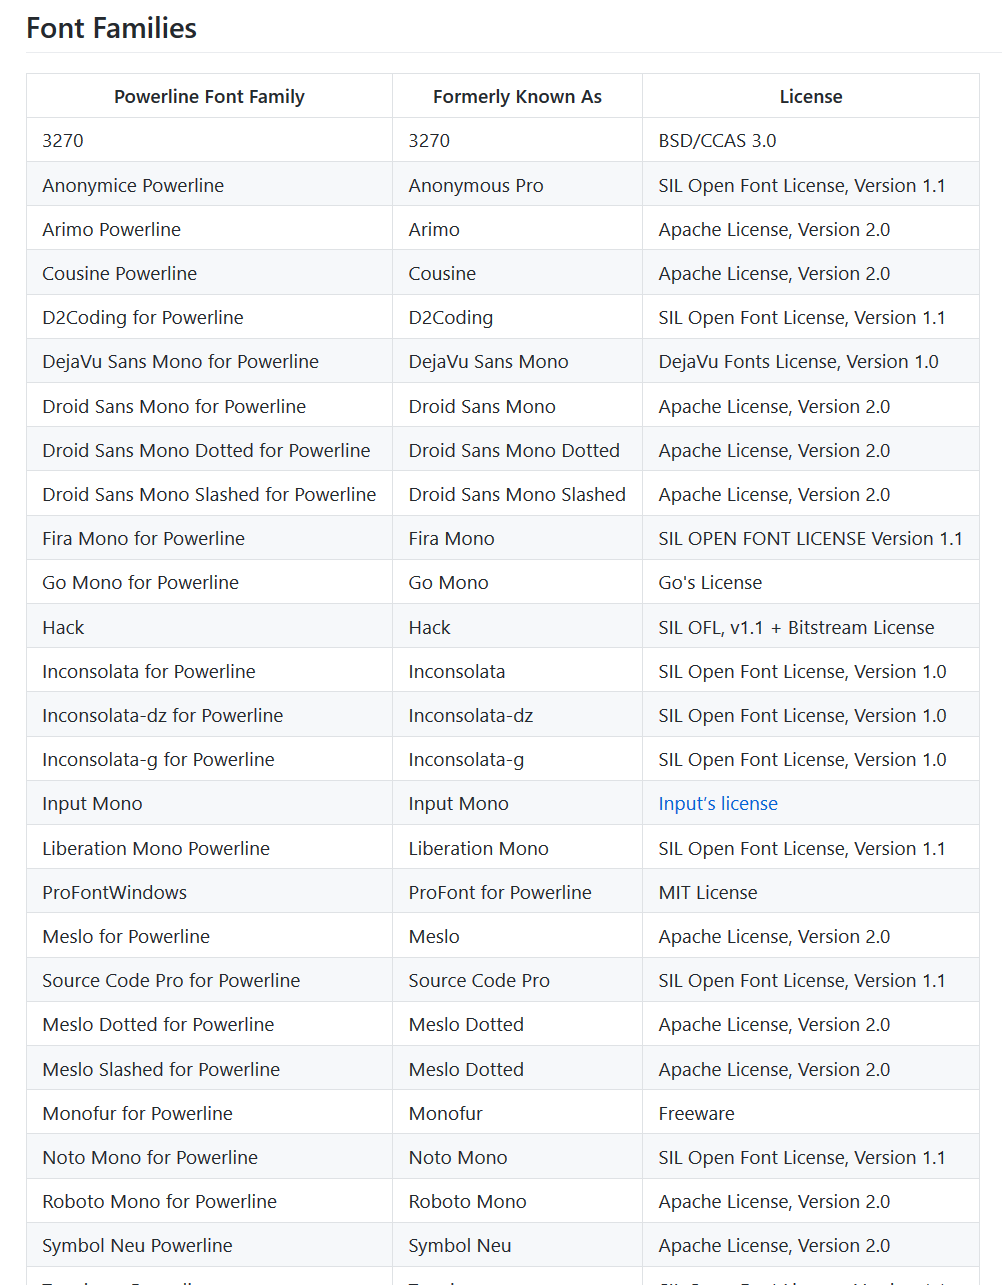 Font Families
Powerline Font Family Formerly Known As License
3270 3270 BSD/CCAS 3.0
Anonymice Powerline Anonymous Pro SIL Open Font License, Version 1.1
Arimo Powerline Arimo Apache License, Version 2.0
Cousine Powerline Cousine Apache License, Version 2.0
D2Coding for Powerline D2Coding SIL Open Font License, Version 1.1
DejaVu Sans Mono for Powerline DejaVu Sans Mono DejaVu Fonts License, Version 1.0
Droid Sans Mono for Powerline Droid Sans Mono Apache License, Version 2.0
Droid Sans Mono Dotted for Powerline Droid Sans Mono Dotted Apache License, Version 2.0
Droid Sans Mono Slashed for Powerline Droid Sans Mono Slashed Apache License, Version 2.0
Fira Mono for Powerline Fira Mono SIL OPEN FONT LICENSE Version 1.1
Go Mono for Powerline Go Mono Go's License
Hack Hack SIL OFL, v1.1 + Bitstream License
Inconsolata for Powerline Inconsolata SIL Open Font License, Version 1.0
Inconsolata-dz for Powerline Inconsolata-dz SIL Open Font License, Version 1.0
Inconsolata-g for Powerline Inconsolata-g SIL Open Font License, Version 1.0
Input Mono Input Mono Input’s license
Liberation Mono Powerline Liberation Mono SIL Open Font License, Version 1.1
ProFontWindows ProFont for Powerline MIT License
Meslo for Powerline Meslo Apache License, Version 2.0
Source Code Pro for Powerline Source Code Pro SIL Open Font License, Version 1.1
Meslo Dotted for Powerline Meslo Dotted Apache License, Version 2.0
Meslo Slashed for Powerline Meslo Dotted Apache License, Version 2.0
Monofur for Powerline Monofur Freeware
Noto Mono for Powerline Noto Mono SIL Open Font License, Version 1.1
Roboto Mono for Powerline Roboto Mono Apache License, Version 2.0
Symbol Neu Powerline Symbol Neu Apache License, Version 2.0